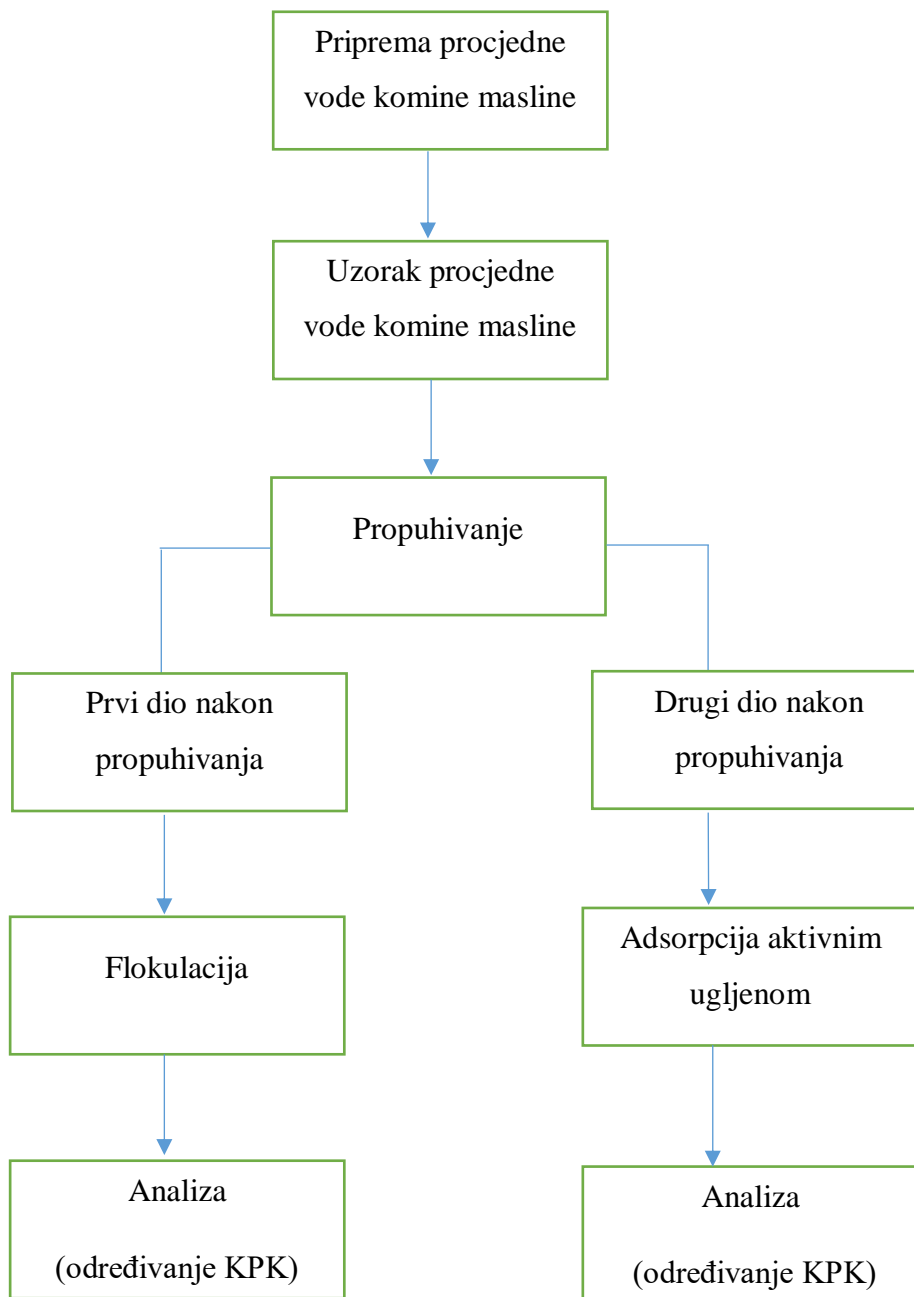 Priprema procjedne
vode komine masline
Uzorak procjedne
vode komine masline
Propuhivanje
Prvi dio nakon
propuhivanja
Drugi dio nakon
propuhivanja
Flokulacija
Adsorpcija aktivnim
ugljenom
Analiza
(određivanje KPK)
Analiza
(određivanje KPK)